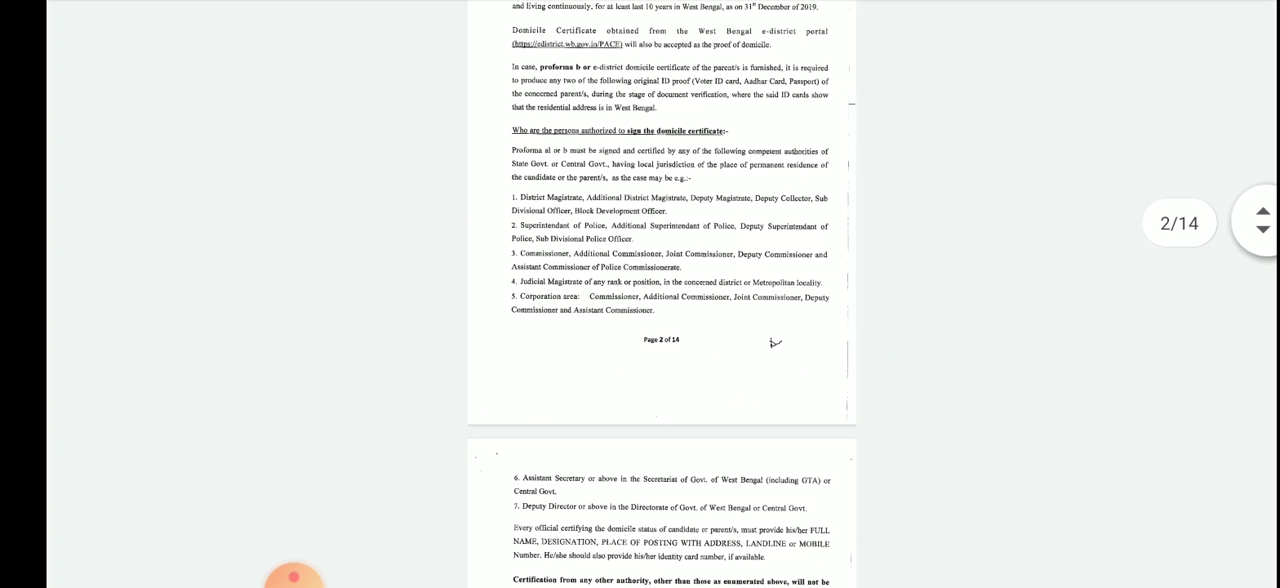 and living continuously, for at least last 10 years in West Bengal, as on 31st December of 2019.
Domicile Certificate obtained from the West Bengal e-district portal
(https://edistrict.wb.gov.in/PACE) will also be accepted as the proof of domicile.
In case, proforma b or e-district domicile certificate of the parent/s is furnished, it is required
to produce any two of the following original ID proof (Voter ID card, Aadhar Card, Passport) of
the concerned parent/s, during the stage of document verification, where the said ID cards show
that the residential address is in West Bengal.
Who are the persons authorized to sign the domicile certificate:-
Proforma a1 or b must be signed and certified by any of the following competent authorities of
State Govt. or Central Govt., having local jurisdiction of the place of permanent residence of
the candidate or the parent/s, as the case may be e.g.:-
1. District Magistrate, Additional District Magistrate, Deputy Magistrate, Deputy Collector, Sub
Divisional Officer, Block Development Officer.
2. Superintendant of Police, Additional Superintendant of Police, Deputy Superintendant of
Police, Sub Divisional Police Officer.
3. Commissioner, Additional Commissioner, Joint Commissioner, Deputy Commissioner and
Assistant Commissioner of Police Commissionerate.
4. Judicial Magistrate of any rank or position, in the concerned district or Metropolitan locality.
5. Corporation area: Commissioner, Additional Commissioner, Joint Commissioner, Deputy
Commissioner and Assistant Commissioner.
Page 2 of 14
2/14
6. Assistant Secretary or above in the Secretariat of Govt. of West Bengal (including GTA) or
Central Govt.
7. Deputy Director or above in the Directorate of Govt. of West Bengal or Central Govt.
Every official certifying the domicile status of candidate or parent/s, must provide his/her FULL
NAME, DESIGNATION, PLACE OF POSTING WITH ADDRESS, LANDLINE or MOBILE
Number. He/she should also provide his/her identity card number, if available.
Certification from any other authority, other than those as enumerated above, will not be